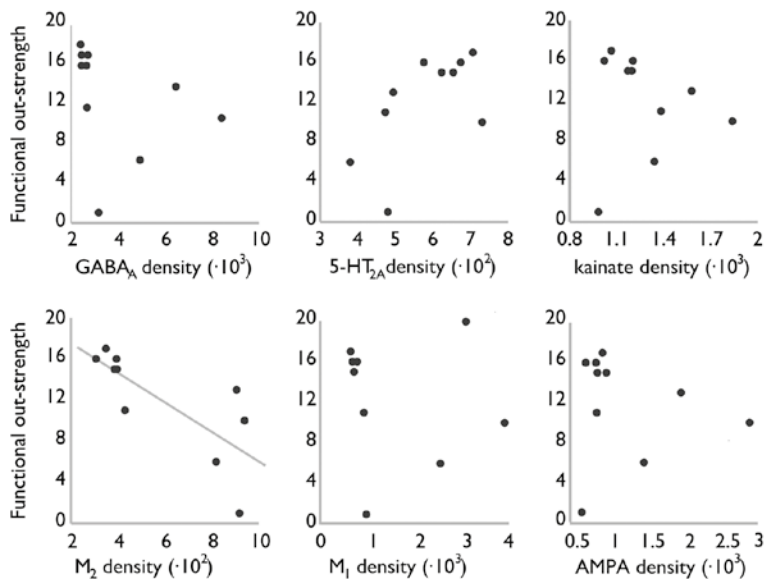 Functional out-strength
20
16
12
8
4
0
2 4 6 8 10
GABA_A density (·10³)
20
16
12
8
4
0
3 4 5 6 7 8
5-HT_2A density (·10²)
20
16
12
8
4
0
0.8 1.1 1.4 1.7 2
kainate density (·10³)
Functional out-strength
20
16
12
8
4
0
2 4 6 8 10
M_2 density (·10²)
20
16
12
8
4
0
0 1 2 3 4
M_1 density (·10³)
20
16
12
8
4
0
0.5 1 1.5 2 2.5 3
AMPA density (·10³)